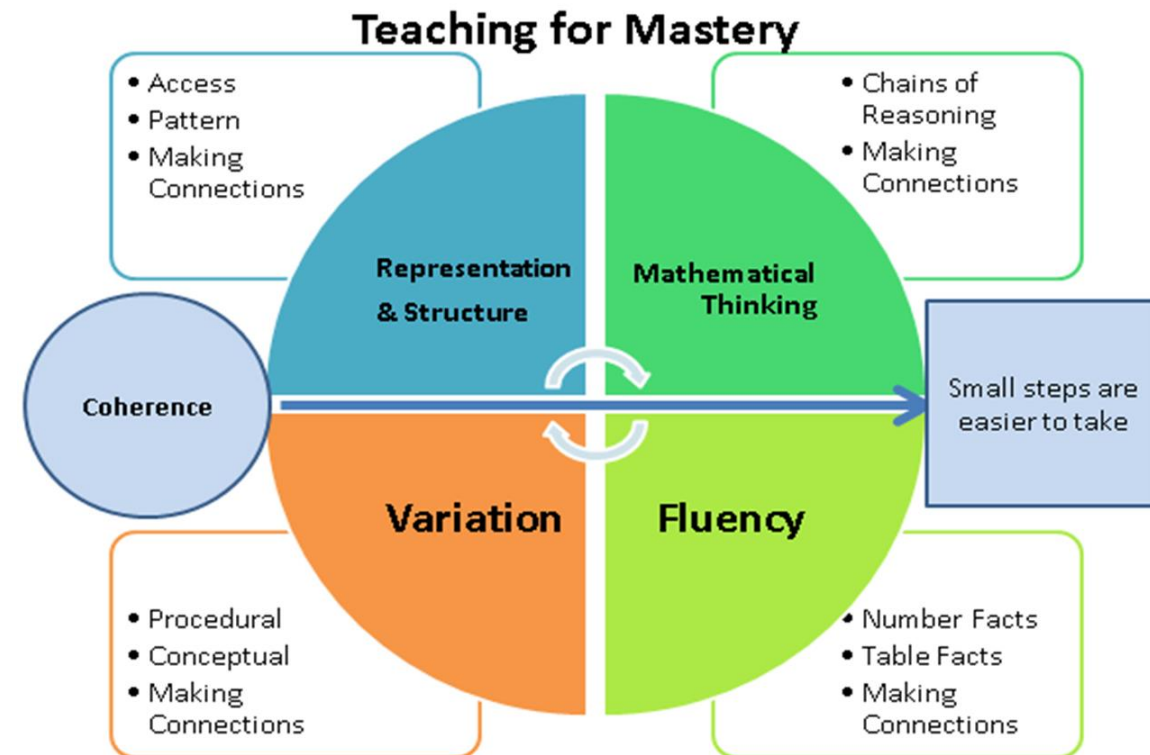 Teaching for Mastery
• Access
• Pattern
• Making
Connections
• Chains of
Reasoning
• Making
Connections
Representation
& Structure
Mathematical
Thinking
Coherence
Small steps are
easier to take
Variation
Fluency
• Procedural
• Conceptual
• Making
Connections
• Number Facts
• Table Facts
• Making
Connections